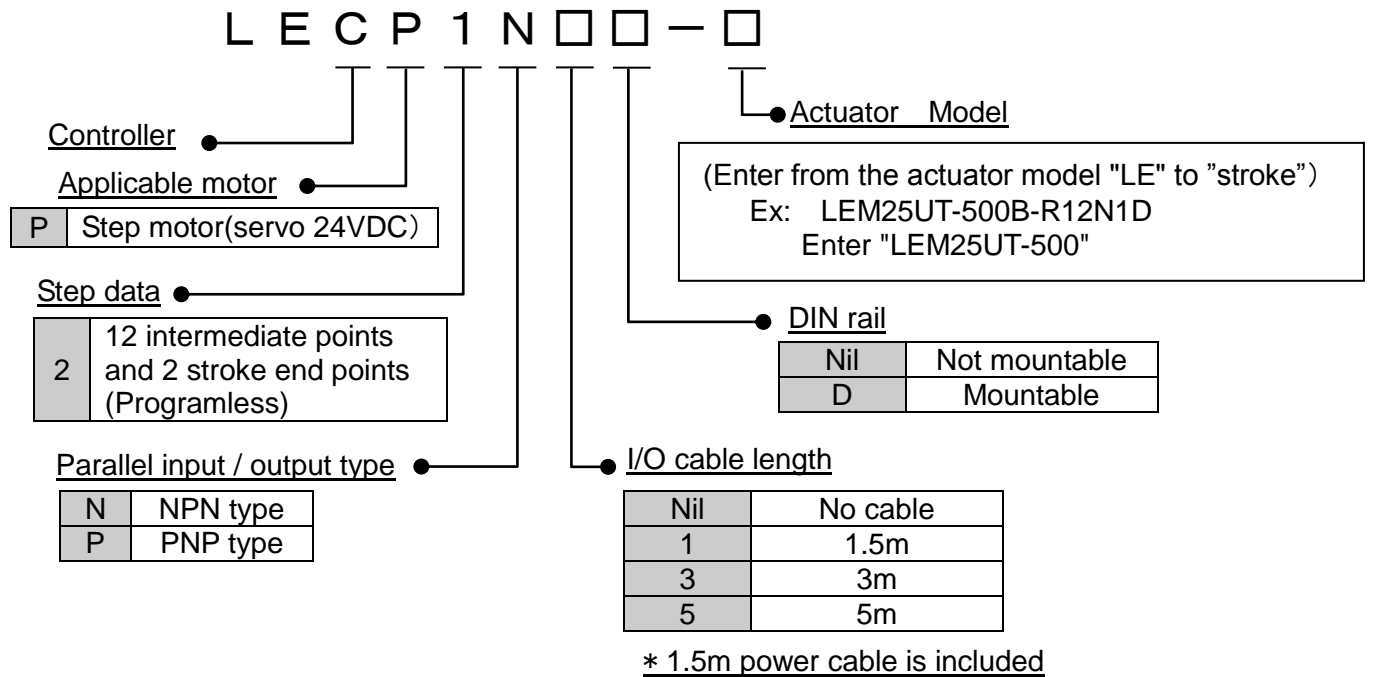 L E C P 1 N □ □ － □
Controller
Applicable motor
P Step motor(servo 24VDC）
Step data
2 12 intermediate points
and 2 stroke end points
(Programless)
Parallel input / output type
N NPN type
P PNP type
Actuator Model
(Enter from the actuator model "LE" to ”stroke”）
Ex: LEM25UT-500B-R12N1D
Enter "LEM25UT-500"
DIN rail
Nil Not mountable
D Mountable
I/O cable length
Nil No cable
1 1.5m
3 3m
5 5m
＊1.5m power cable is included